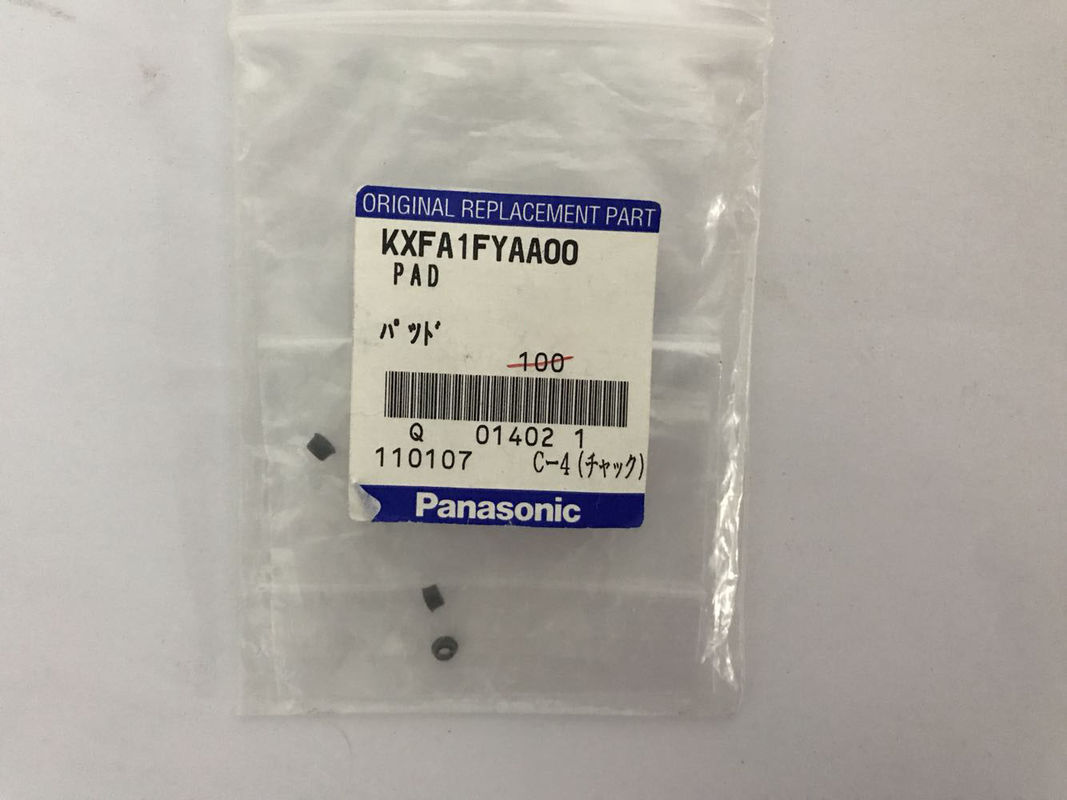 ORIGINAL REPLACEMENT PART
KXFA1FYAA00
PAD
パッド
100
Q 01402 1
110107 C-4(チャック)
Panasonic